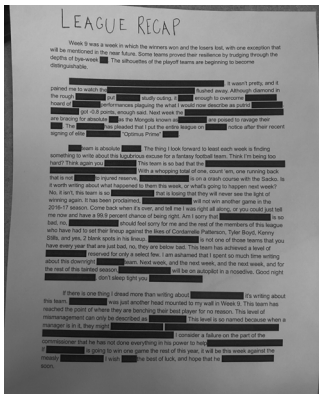 LEAGUE RECAP
Week 9 was a week in which the winners won and the losers lost, with one exception that
will be mentioned in the near future. Some teams proved their resilience by trudging through the
depths of bye-week. The silhouettes of the playoff teams are beginning to become
distinguishable.
It wasn't pretty, and it
pained me to watch the flushed away. Although diamond in
the rough put study outing, it enough to overcome
hoard of performances plaguing the what I would now describe as putrid
got -0.8 points, enough said. Next week the
are bracing for absolute as the Mongols known as are poised to ravage their
. The has pleaded that I put the entire league on notice after their recent
signing of elite "Optimus Prime"
team is absolute . The thing I look forward to least each week is finding
something to write about this lugubrious excuse for a fantasy football team. Think I'm being too
hard? Think again you This team is so bad that the
With a whopping total of one, count 'em, one running back
that is not to injured reserve, is on a crash course with the Sacko. Is
it worth writing about what happened to them this week, or what's going to happen next week?
No, it isn't, this team is so that is losing that they will never see the light of
winning again. It has been proclaimed, will not win another game in the
2016-2017 season. Come back when it's over, and tell me I was right all along, or you could just tell
me now and have a 99.9 percent chance of being right. Am I sorry that is so
bad, no, should feel sorry for me and the rest of the members of this league
who have had to set their lineup against the likes of Cordarrelle Patterson, Tyler Boyd, Kenny
Stills, and yes, 2 blank spots in his lineup. is not one of those teams that you
have every year that are just bad, no, they are below bad. This team has achieved a level of
reserved for only a select few. I am ashamed that I spent so much time writing
about this downright team. Next week, and the next week, and the next week, and for
the rest of this tainted season, will be on autopilot in a nosedive. Good night
don't sleep tight you
If there is one thing I dread more than writing about it's writing about
this team. was just another head mounted to my wall in Week 9. This team has
reached the point of where they are benching their best player for no reason. This level of
mismanagement can only be described as This level is so named because when a
manager is in it, they might
I consider a failure on the part of the
commissioner that he has not done everything in his power to help
If is going to win one game the rest of this year, it will be this week against the
I wish the best of luck, and hope that he
team.